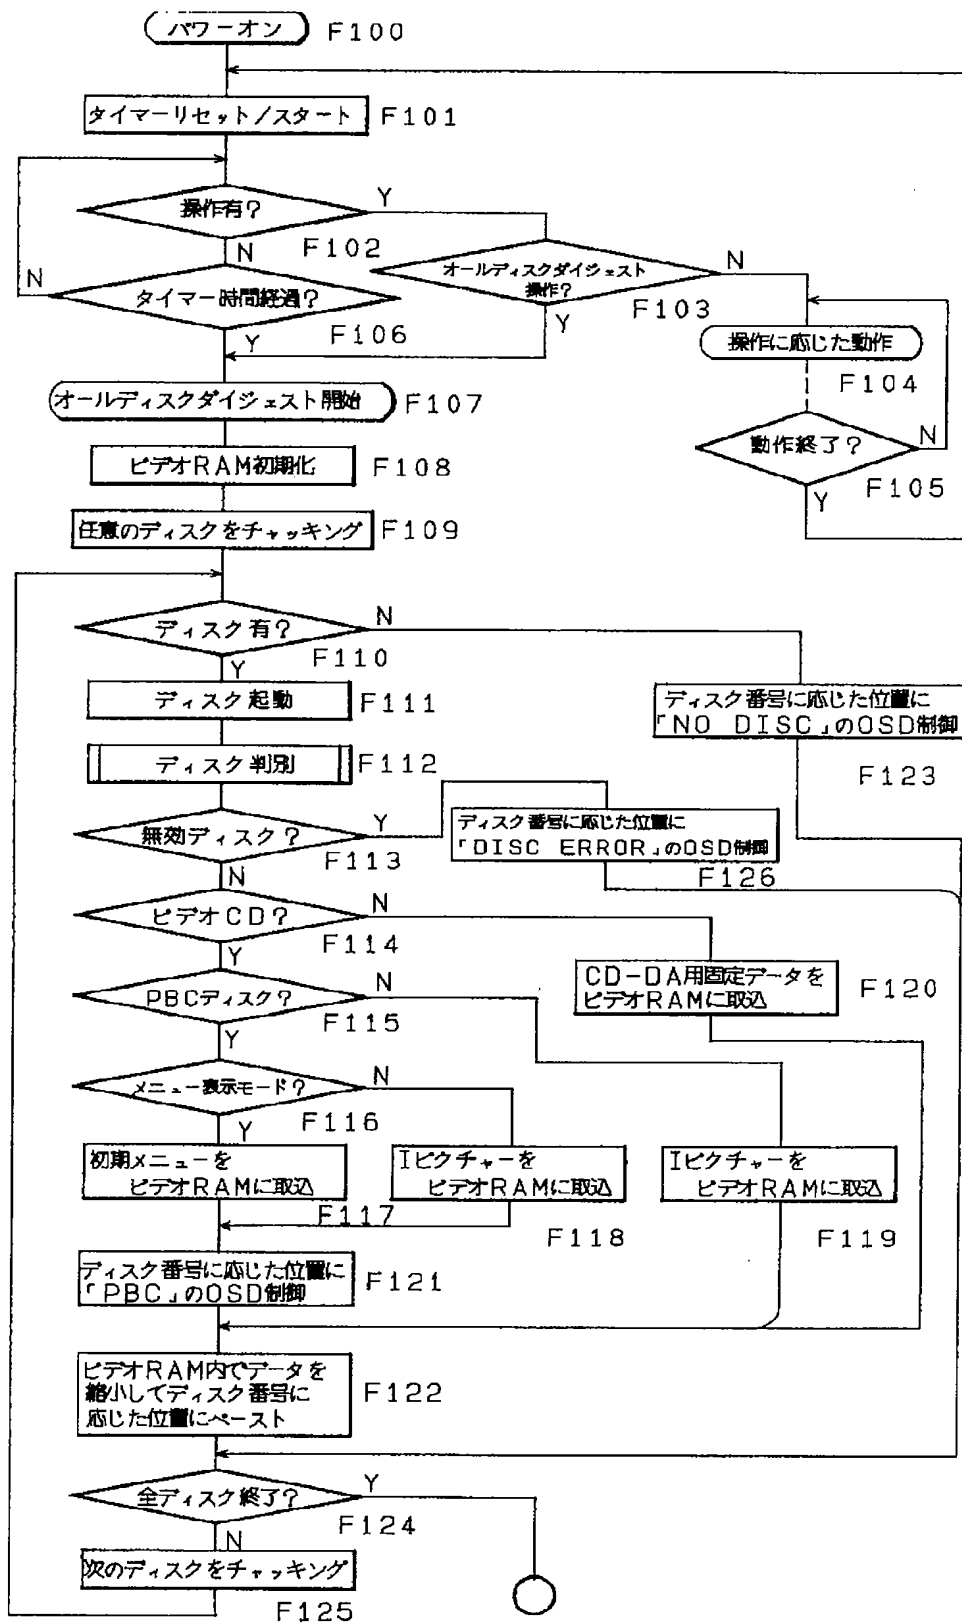 パワーオン F100
タイマーリセット/スタート F101
操作有? Y
F102
N
オールディスクダイジェスト
操作? N
F103
N
タイマー時間経過?
F106
Y
Y
操作に応じた動作
F104
動作終了? N
F105
Y
オールディスクダイジェスト開始 F107
ビデオRAM初期化 F108
任意のディスクをチャッキング F109
ディスク有? N
F110
Y
ディスク起動 F111
ディスク番号に応じた位置に
「NO DISC」のOSD制御
F123
ディスク判別 F112
無効ディスク? Y
F113
N
ディスク番号に応じた位置に
「DISC ERROR」のOSD制御
F126
ビデオCD? N
F114
Y
CD-DA用固定データを
ビデオRAMに取込
F120
PBCディスク? N
F115
Y
メニュー表示モード? N
F116
Y
初期メニューを
ビデオRAMに取込
F117
Iピクチャーを
ビデオRAMに取込
F118
Iピクチャーを
ビデオRAMに取込
F119
ディスク番号に応じた位置に
「PBC」のOSD制御
F121
ビデオRAM内でデータを
縮小してディスク番号に
応じた位置にペースト
F122
全ディスク終了? Y
F124
N
次のディスクをチャッキング
F125